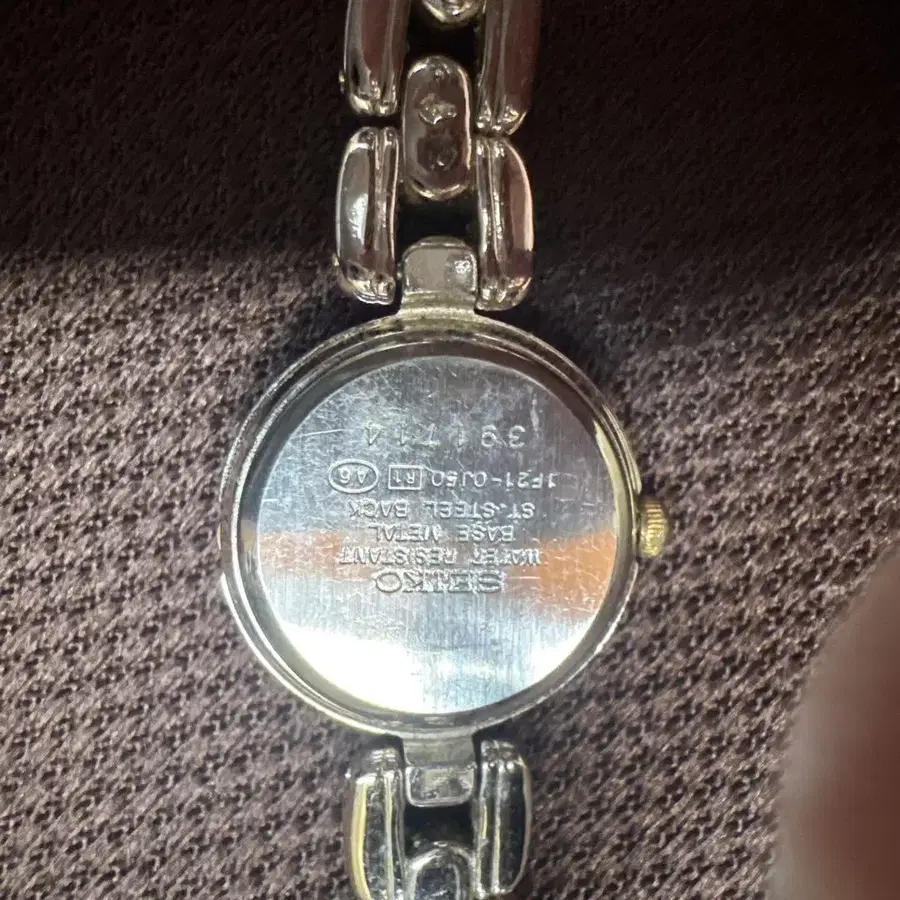 SEIKO
WATER RESISTANT
BASE METAL
ST.STEEL BACK
1F21-0J50 R1 A6
391714